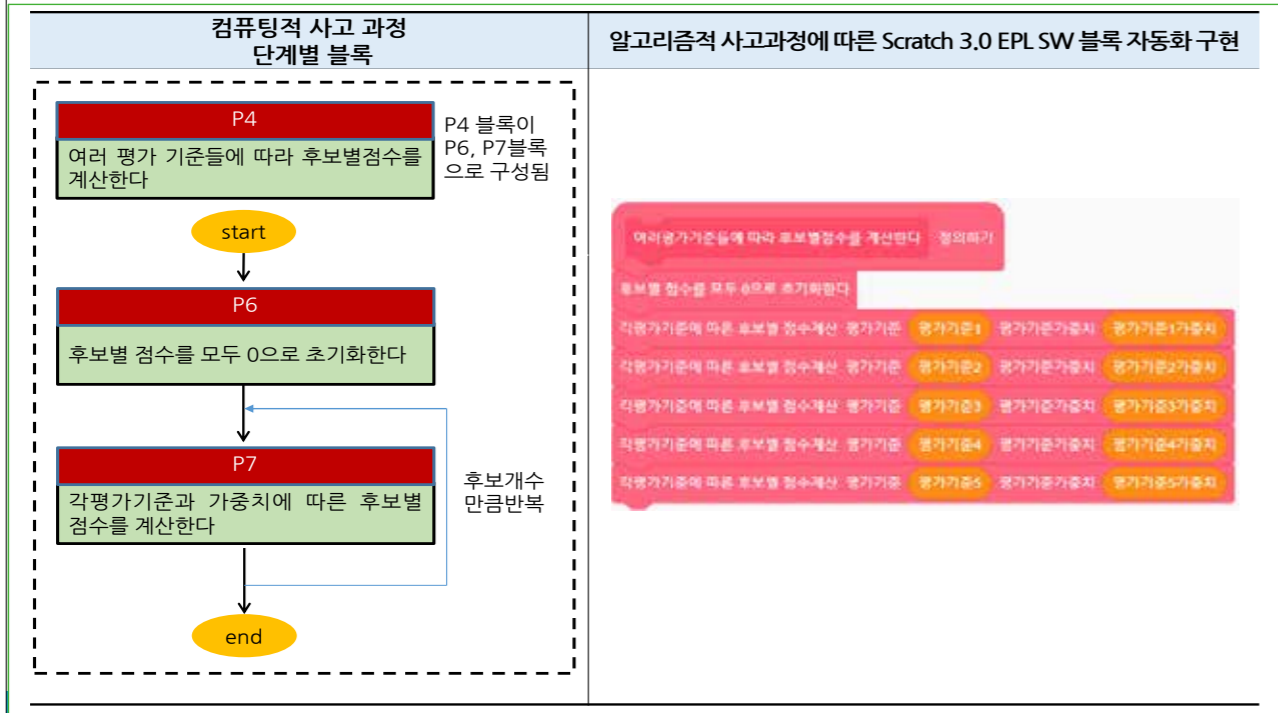 컴퓨팅적 사고 과정
단계별 블록
알고리즘적 사고과정에 따른 Scratch 3.0 EPL SW 블록 자동화 구현
P4
여러 평가 기준들에 따라 후보별점수를
계산한다
P4 블록이
P6, P7블록
으로 구성됨
start
P6
후보별 점수를 모두 0으로 초기화한다
P7
각평가기준과 가중치에 따른 후보별
점수를 계산한다
후보개수
만큼반복
end
여러평가기준들에 따라 후보별점수를 계산한다 정의하기
후보별 점수를 모두 0으로 초기화한다
각평가기준에 따른 후보별 점수계산 평가기준 평가기준1 평가기준가중치 평가기준1가중치
각평가기준에 따른 후보별 점수계산 평가기준 평가기준2 평가기준가중치 평가기준2가중치
각평가기준에 따른 후보별 점수계산 평가기준 평가기준3 평가기준가중치 평가기준3가중치
각평가기준에 따른 후보별 점수계산 평가기준 평가기준4 평가기준가중치 평가기준4가중치
각평가기준에 따른 후보별 점수계산 평가기준 평가기준5 평가기준가중치 평가기준5가중치